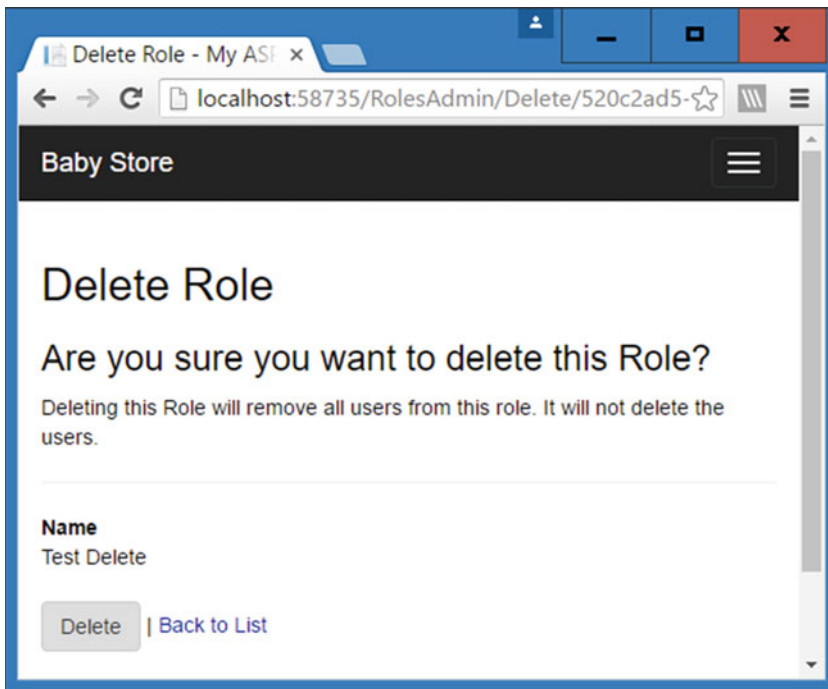 Delete Role - My ASP
localhost:58735/RolesAdmin/Delete/520c2ad5-
Baby Store
Delete Role
Are you sure you want to delete this Role?
Deleting this Role will remove all users from this role. It will not delete the
users.
Name
Test Delete
Delete | Back to List